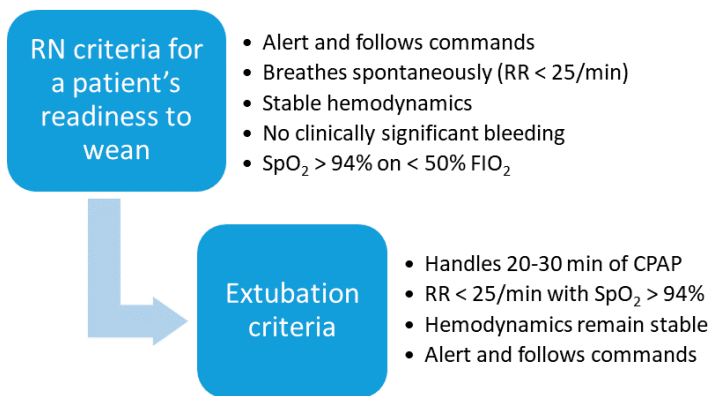 RN criteria for
a patient's
readiness to
wean
• Alert and follows commands
• Breathes spontaneously (RR < 25/min)
• Stable hemodynamics
• No clinically significant bleeding
• SpO₂ > 94% on < 50% FIO₂
Extubation
criteria
• Handles 20-30 min of CPAP
• RR < 25/min with SpO₂ > 94%
• Hemodynamics remain stable
• Alert and follows commands